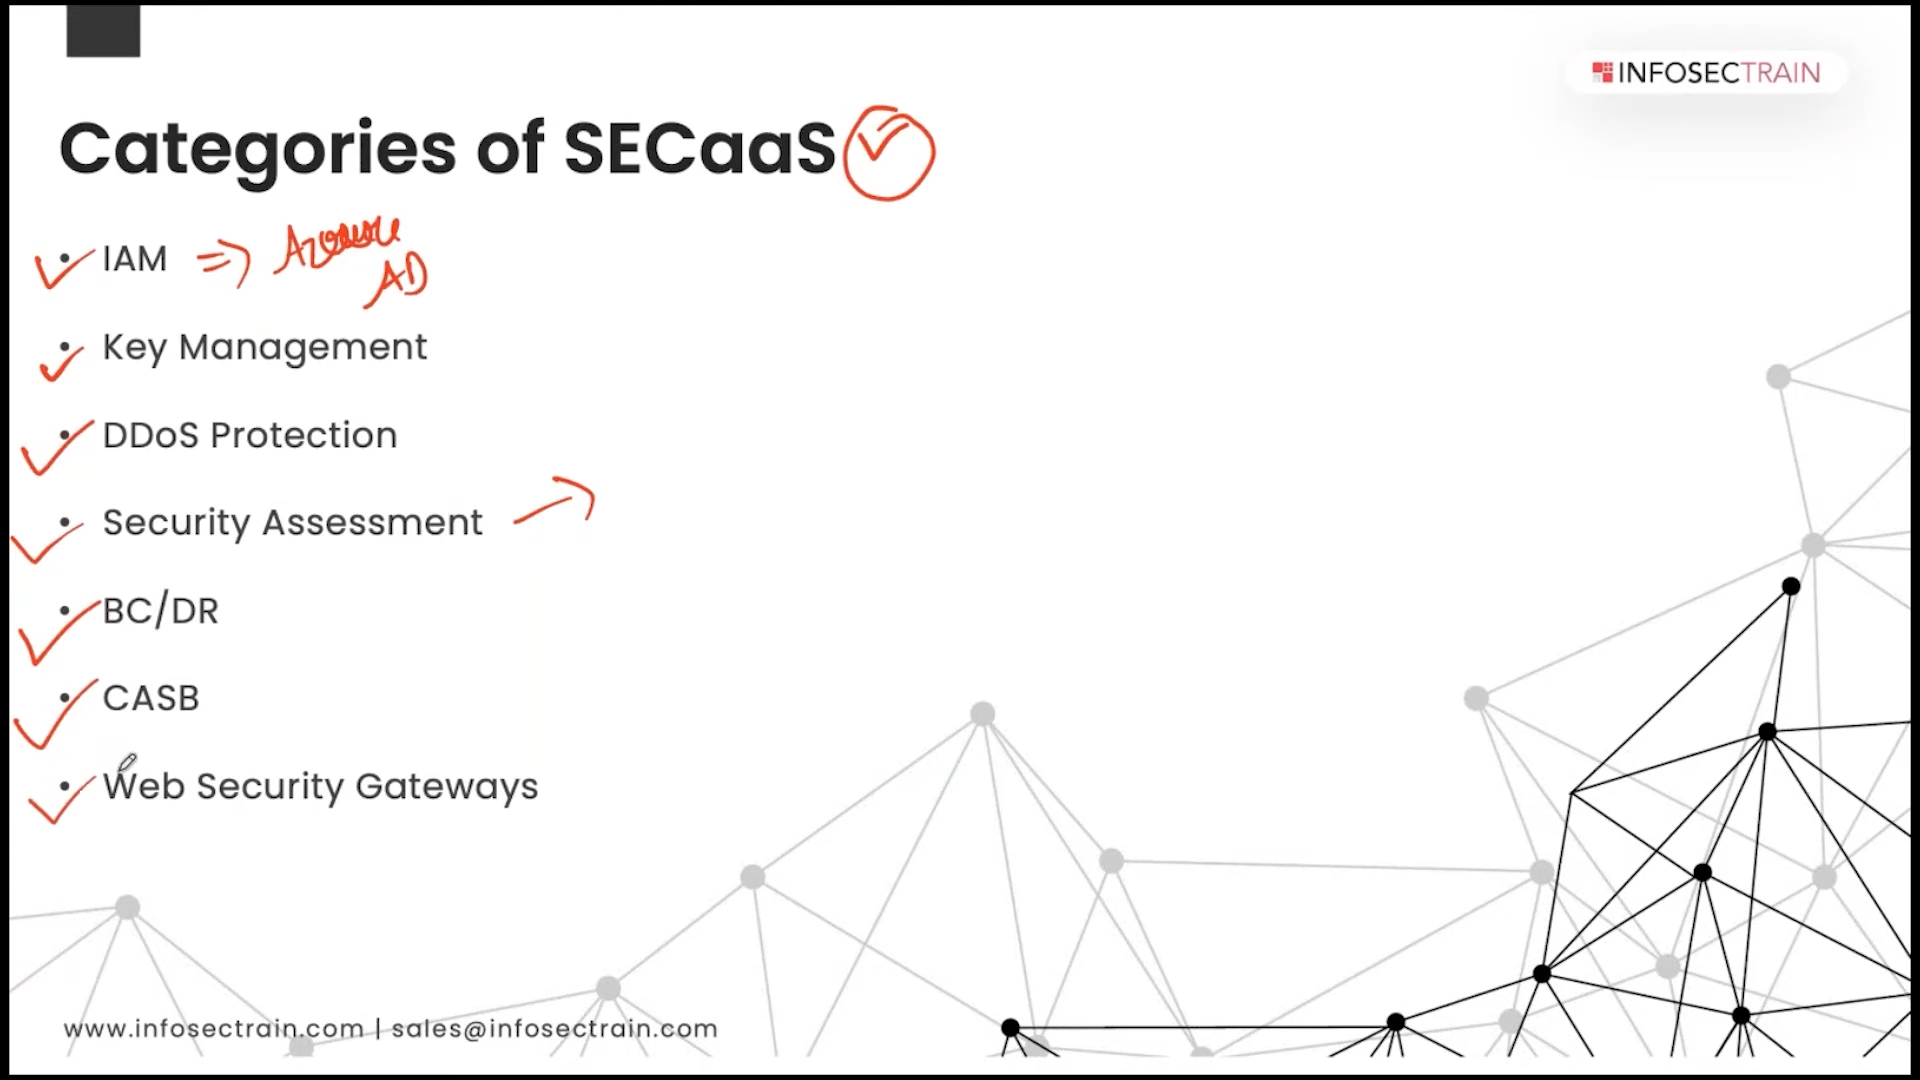 INFOSECTRAIN
Categories of SECaaS
IAM => Azure
AD
Key Management
DDoS Protection
Security Assessment
BC/DR
CASB
Web Security Gateways
www.infosectrain.com | sales@infosectrain.com